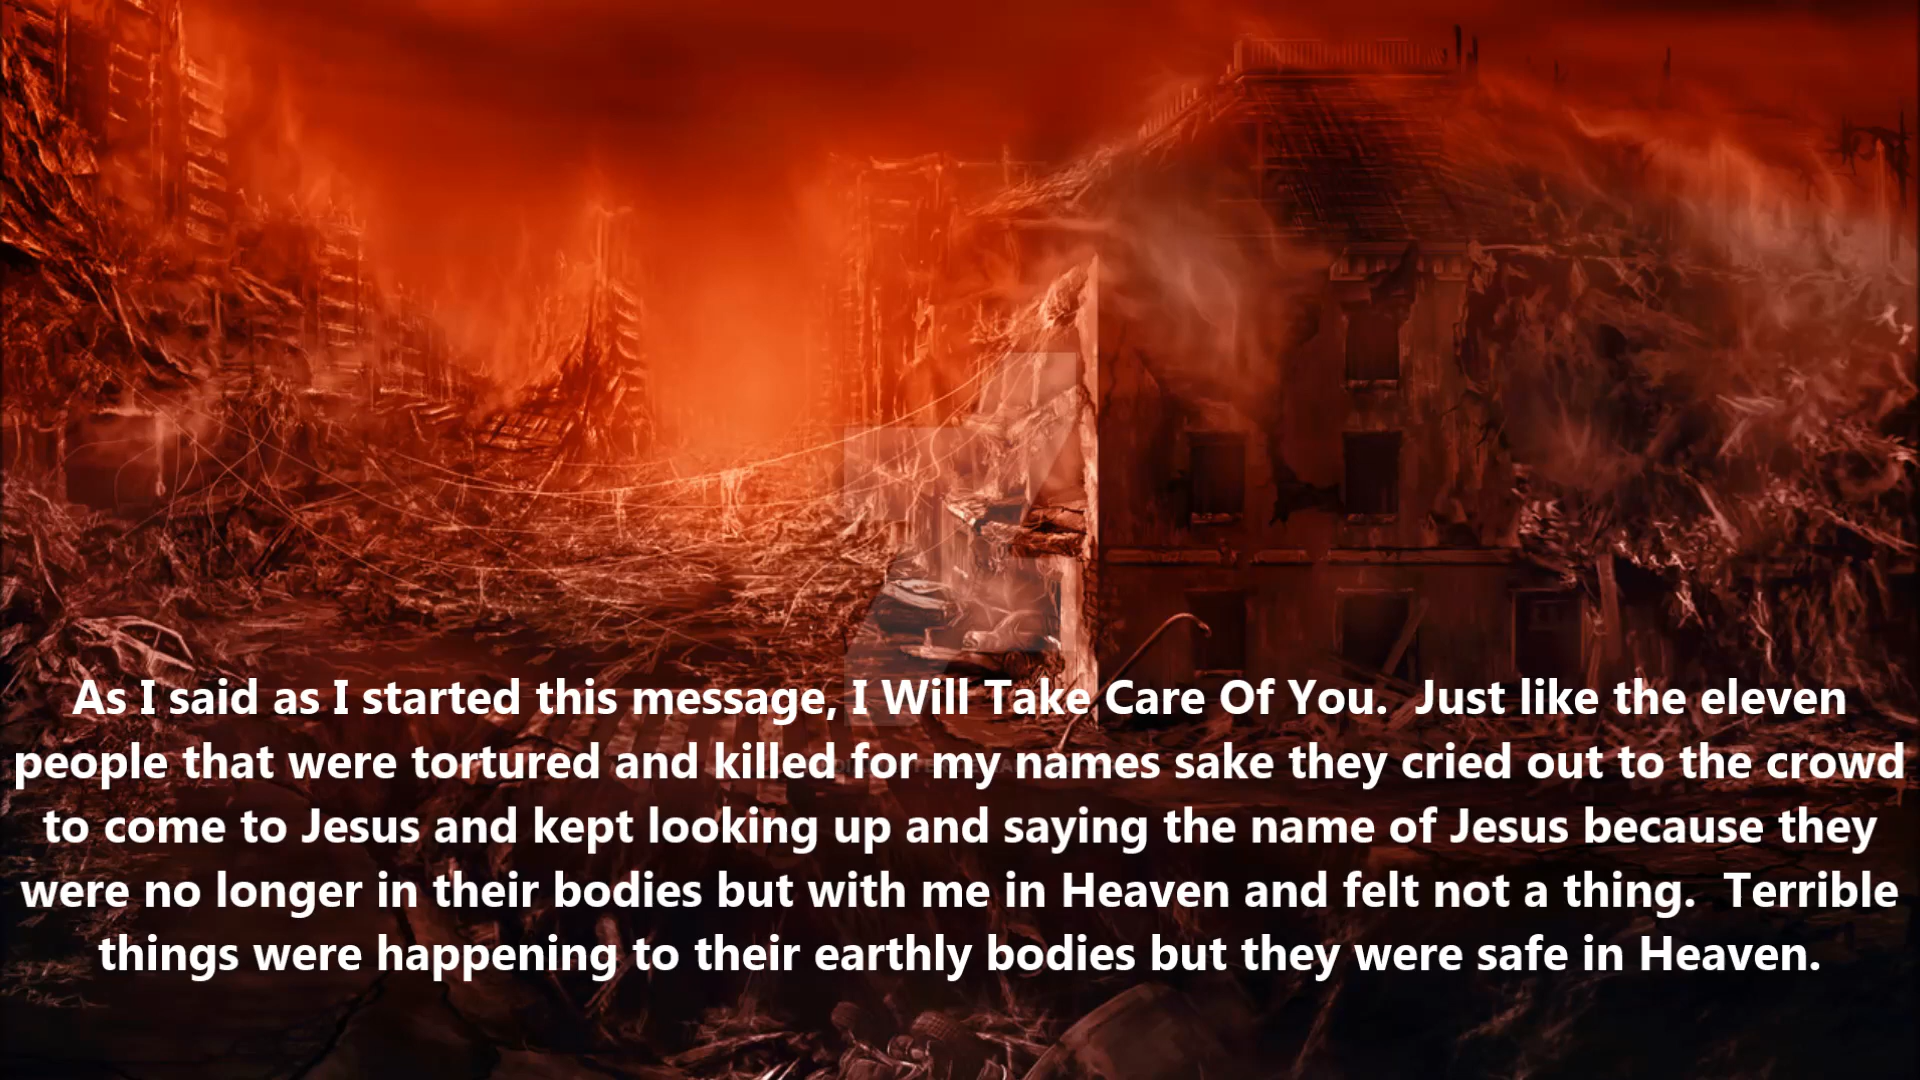 As I said as I started this message, I Will Take Care Of You.  Just like the eleven
people that were tortured and killed for my names sake they cried out to the crowd
to come to Jesus and kept looking up and saying the name of Jesus because they
were no longer in their bodies but with me in Heaven and felt not a thing.  Terrible
things were happening to their earthly bodies but they were safe in Heaven.